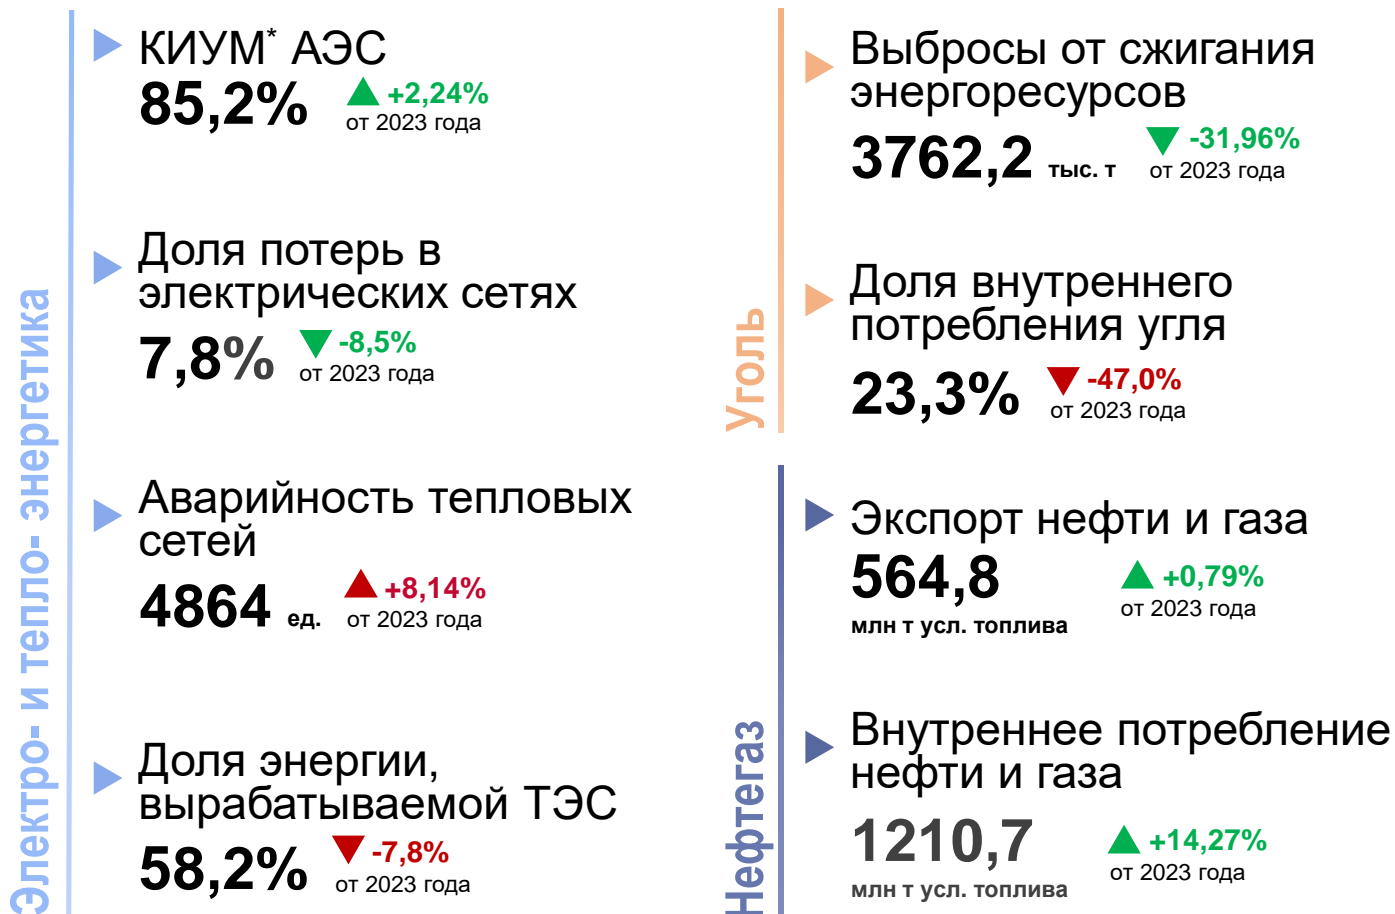 Электро- и тепло- энергетика
КИУМ* АЭС
85,2%
+2,24%
от 2023 года
Доля потерь в
электрических сетях
7,8%
-8,5%
от 2023 года
Аварийность тепловых
сетей
4864 ед.
+8,14%
от 2023 года
Доля энергии,
вырабатываемой ТЭС
58,2%
-7,8%
от 2023 года
Уголь
Выбросы от сжигания
энергоресурсов
3762,2 тыс. т
-31,96%
от 2023 года
Доля внутреннего
потребления угля
23,3%
-47,0%
от 2023 года
Нефтегаз
Экспорт нефти и газа
564,8
млн т усл. топлива
+0,79%
от 2023 года
Внутреннее потребление
нефти и газа
1210,7
млн т усл. топлива
+14,27%
от 2023 года